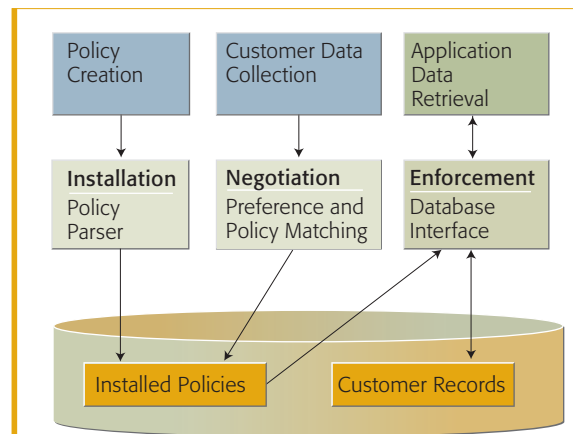 Policy
Creation
Customer Data
Collection
Application
Data
Retrieval
Installation
Policy
Parser
Negotiation
Preference and
Policy Matching
Enforcement
Database
Interface
Installed Policies
Customer Records